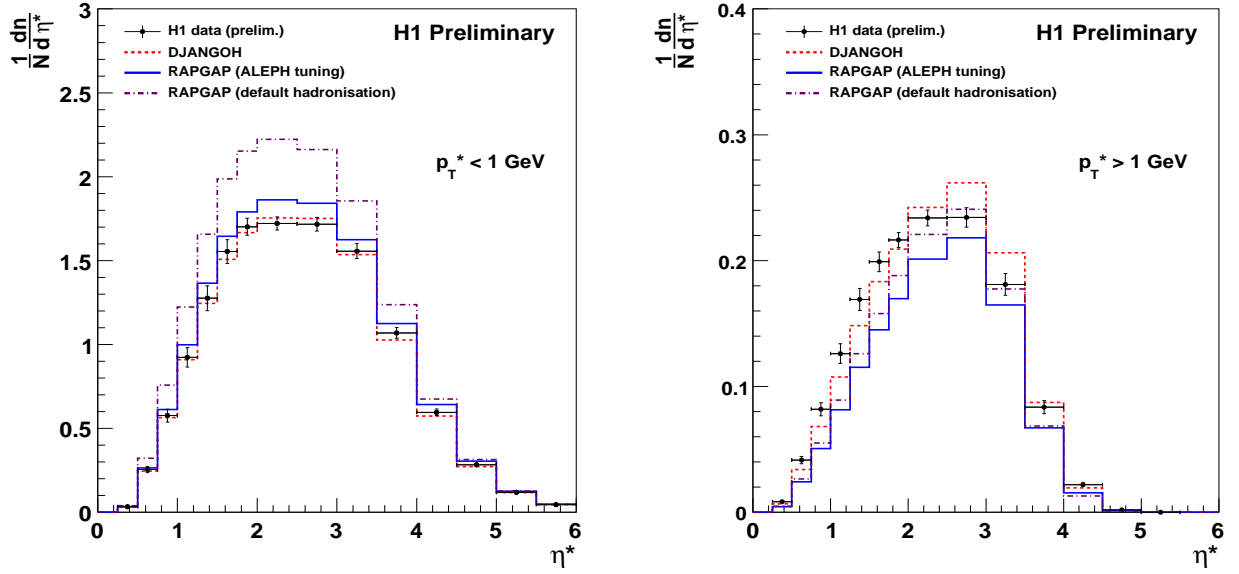 1/N dn/dη*
3
2.5
2
1.5
1
0.5
0
H1 data (prelim.)
DJANGOH
RAPGAP (ALEPH tuning)
RAPGAP (default hadronisation)
H1 Preliminary
p_T* < 1 GeV
0 1 2 3 4 5 6
η*
1/N dn/dη*
0.4
0.3
0.2
0.1
0
H1 data (prelim.)
DJANGOH
RAPGAP (ALEPH tuning)
RAPGAP (default hadronisation)
H1 Preliminary
p_T* > 1 GeV
0 1 2 3 4 5 6
η*